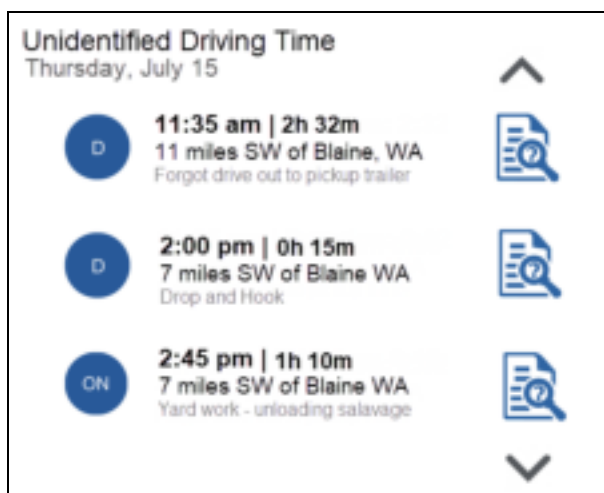 Unidentified Driving Time
Thursday, July 15
D
11:35 am | 2h 32m
11 miles SW of Blaine, WA
Forgot drive out to pickup trailer
?
D
2:00 pm | 0h 15m
7 miles SW of Blaine WA
Drop and Hook
?
ON
2:45 pm | 1h 10m
7 miles SW of Blaine WA
Yard work - unloading salavage
?